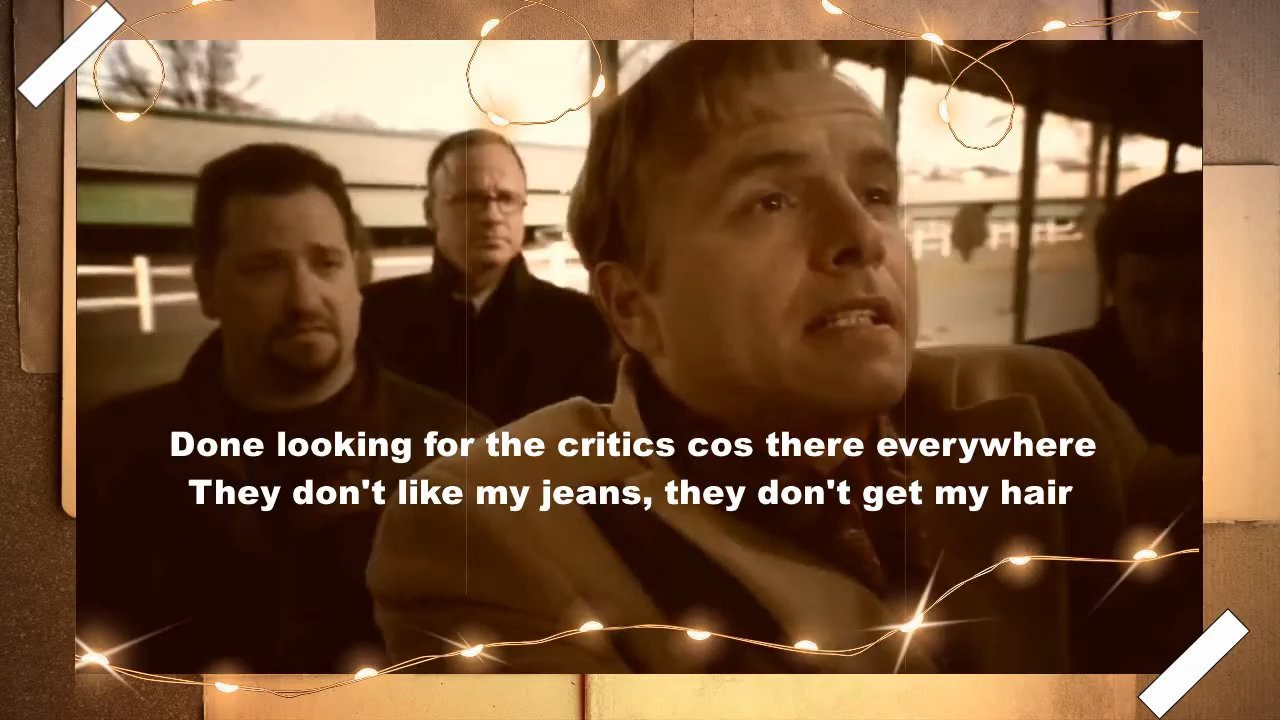 Done looking for the critics cos there everywhere
They don't like my jeans, they don't get my hair